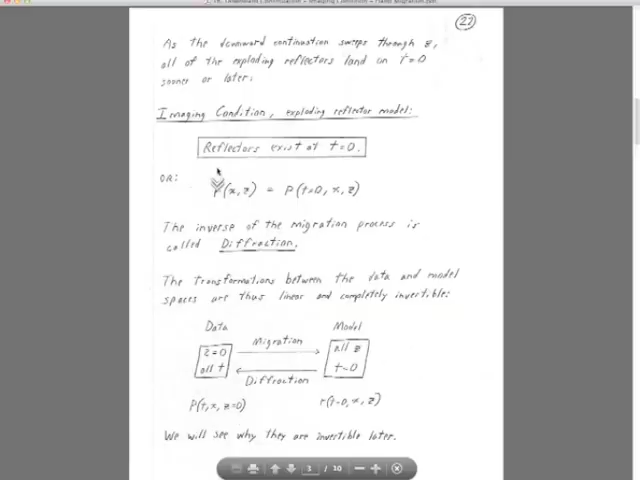 27
As the downward continuation sweeps through z,
all of the exploding reflectors land on t=0
sooner or later:
Imaging Condition, exploding reflector model:
Reflectors exist at t=0.
OR:
r(x,z) = P(t=0, x, z)
The inverse of the migration process is
called Diffraction.
The transformations between the data and model
spaces are thus linear and completely invertible:
Data Model
z=0
all t
Migration
Diffraction
all z
t=0
P(t,x,z=0) r(t=0,x,z)
We will see why they are invertible later.
3 / 10